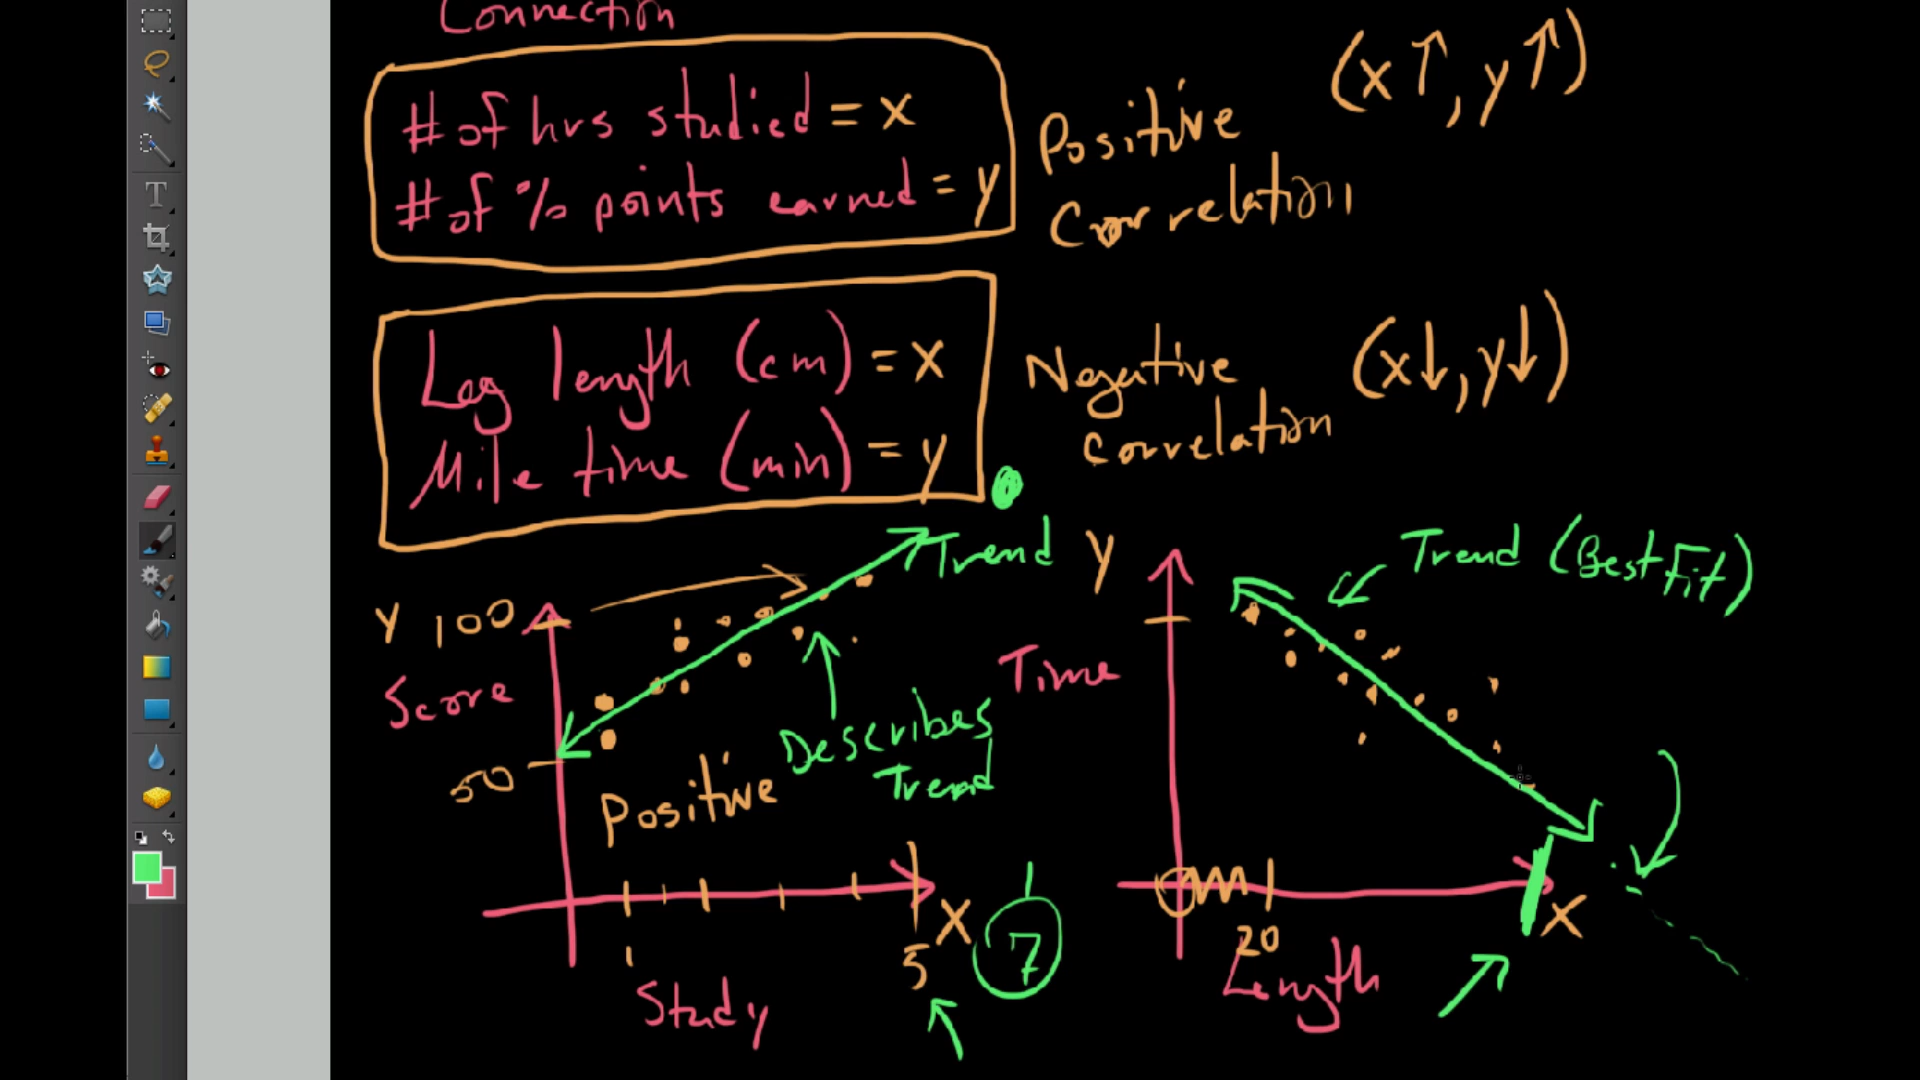 Connection
# of hrs studied = x
# of % points earned = y
Positive
Correlation
(x↑, y↑)
Leg length (cm) = x
Mile time (min) = y
Negative
Correlation
(x↓, y↓)
Trend
Y
Trend (Best Fit)
Y 100
Score
50
Positive
Describes
Trend
Time
X
5
7
Study
20
X
Length
T